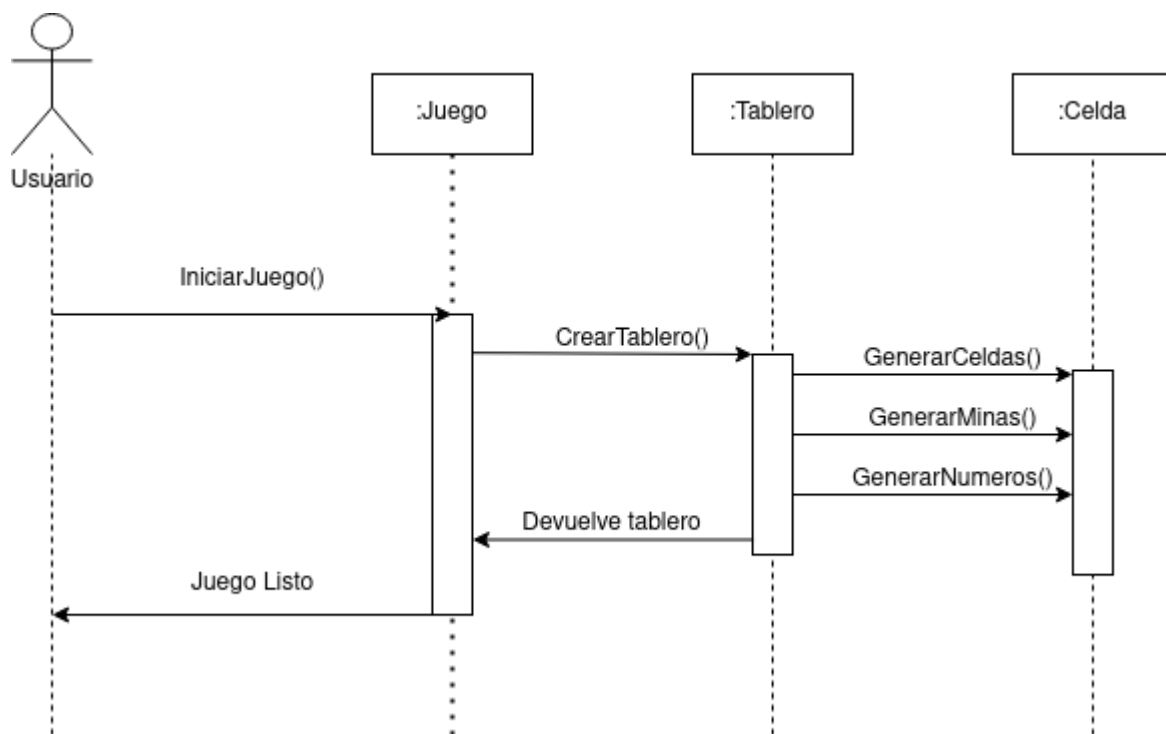 :Juego
:Tablero
:Celda
Usuario
IniciarJuego()
CrearTablero()
GenerarCeldas()
GenerarMinas()
GenerarNumeros()
Devuelve tablero
Juego Listo